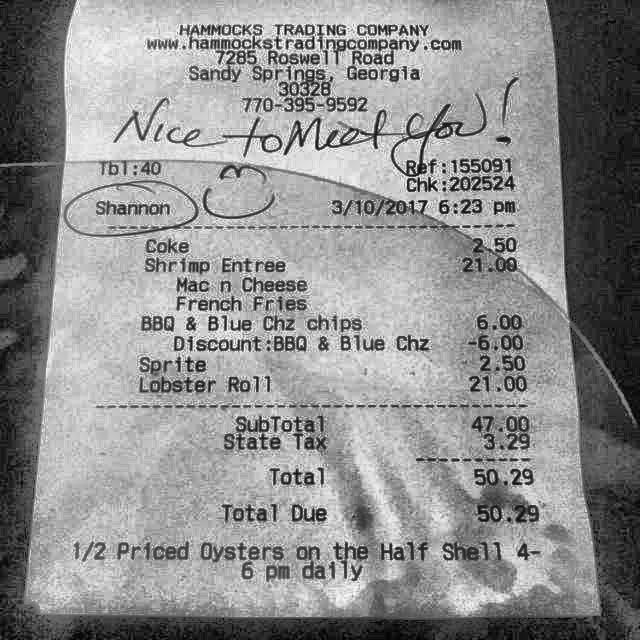 HAMMOCKS TRADING COMPANY
www.hammockstradingcompany.com
7285 Roswell Road
Sandy Springs, Georgia
30328
770-395-9592
Nice to Meet You!
Tbl:40 Ref:155091
Chk:202524
Shannon 3/10/2017 6:23 pm
Coke 2.50
Shrimp Entree 21.00
Mac n Cheese
French Fries
BBQ & Blue Chz chips 6.00
Discount:BBQ & Blue Chz -6.00
Sprite 2.50
Lobster Roll 21.00
SubTotal 47.00
State Tax 3.29
Total 50.29
Total Due 50.29
1/2 Priced Oysters on the Half Shell 4-
6 pm daily